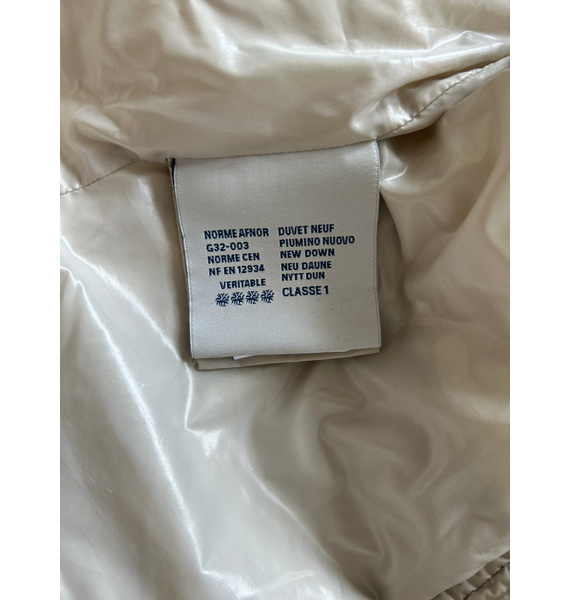 NORME AFNOR
G32-003
NORME CEN
NF EN 12934
VERITABLE
DUVET NEUF
PIUMINO NUOVO
NEW DOWN
NEU DAUNE
NYTT DUN
CLASSE 1